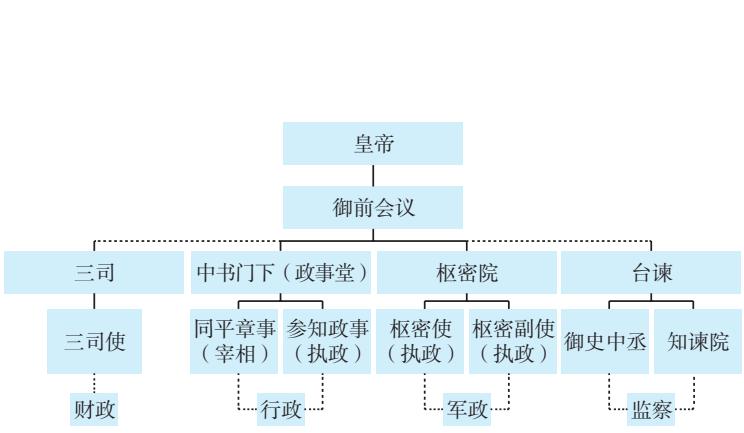 皇帝
御前会议
三司
中书门下（政事堂）
枢密院
台谏
三司使
同平章事
（宰相）
参知政事
（执政）
枢密使
（执政）
枢密副使
（执政）
御史中丞
知谏院
财政
行政
军政
监察